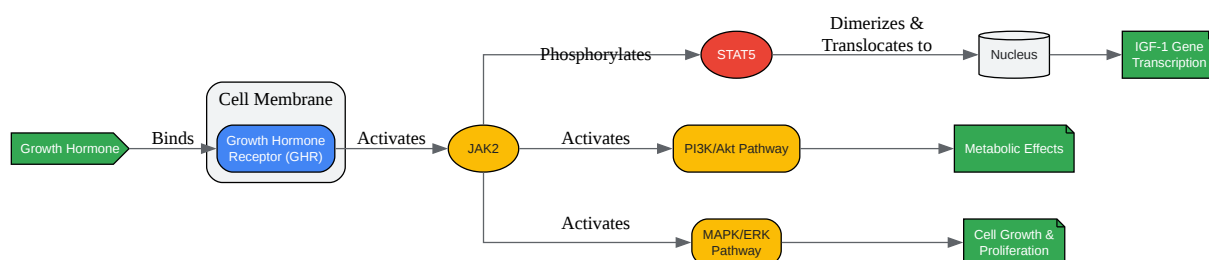 Dimerizes &
Translocates to
Phosphorylates
STAT5
Nucleus
IGF-1 Gene
Transcription
Cell Membrane
Growth Hormone
Binds
Growth Hormone
Receptor (GHR)
Activates
JAK2
Activates
PI3K/Akt Pathway
Metabolic Effects
Activates
MAPK/ERK
Pathway
Cell Growth &
Proliferation